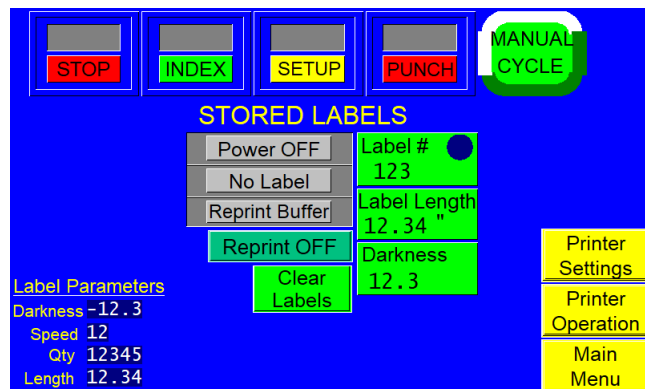 STOP
INDEX
SETUP
PUNCH
MANUAL
CYCLE
STORED LABELS
Power OFF
No Label
Reprint Buffer
Reprint OFF
Clear
Labels
Label #
123
Label Length
12.34 "
Darkness
12.3
Label Parameters
Darkness -12.3
Speed 12
Qty 12345
Length 12.34
Printer
Settings
Printer
Operation
Main
Menu